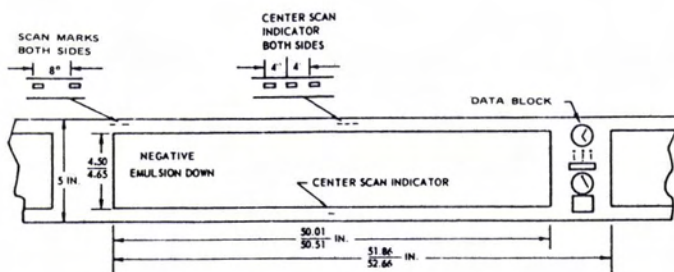 SCAN MARKS
BOTH SIDES
8°
CENTER SCAN
INDICATOR
BOTH SIDES
4° 4
DATA BLOCK
5 IN.
4.50
4.65
NEGATIVE
EMULSION DOWN
CENTER SCAN INDICATOR
50.01
50.51 IN.
51.86
52.66 IN.